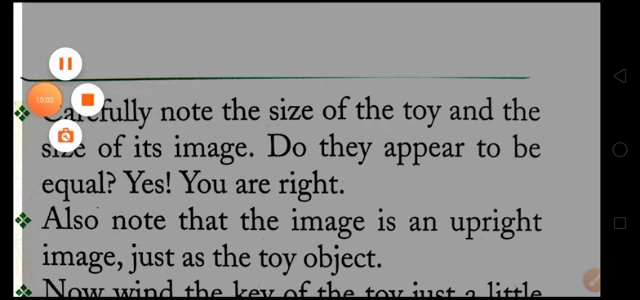 15:02
Carefully note the size of the toy and the
size of its image. Do they appear to be
equal? Yes! You are right.
Also note that the image is an upright
image, just as the toy object.
Now wind the key of the toy just a little